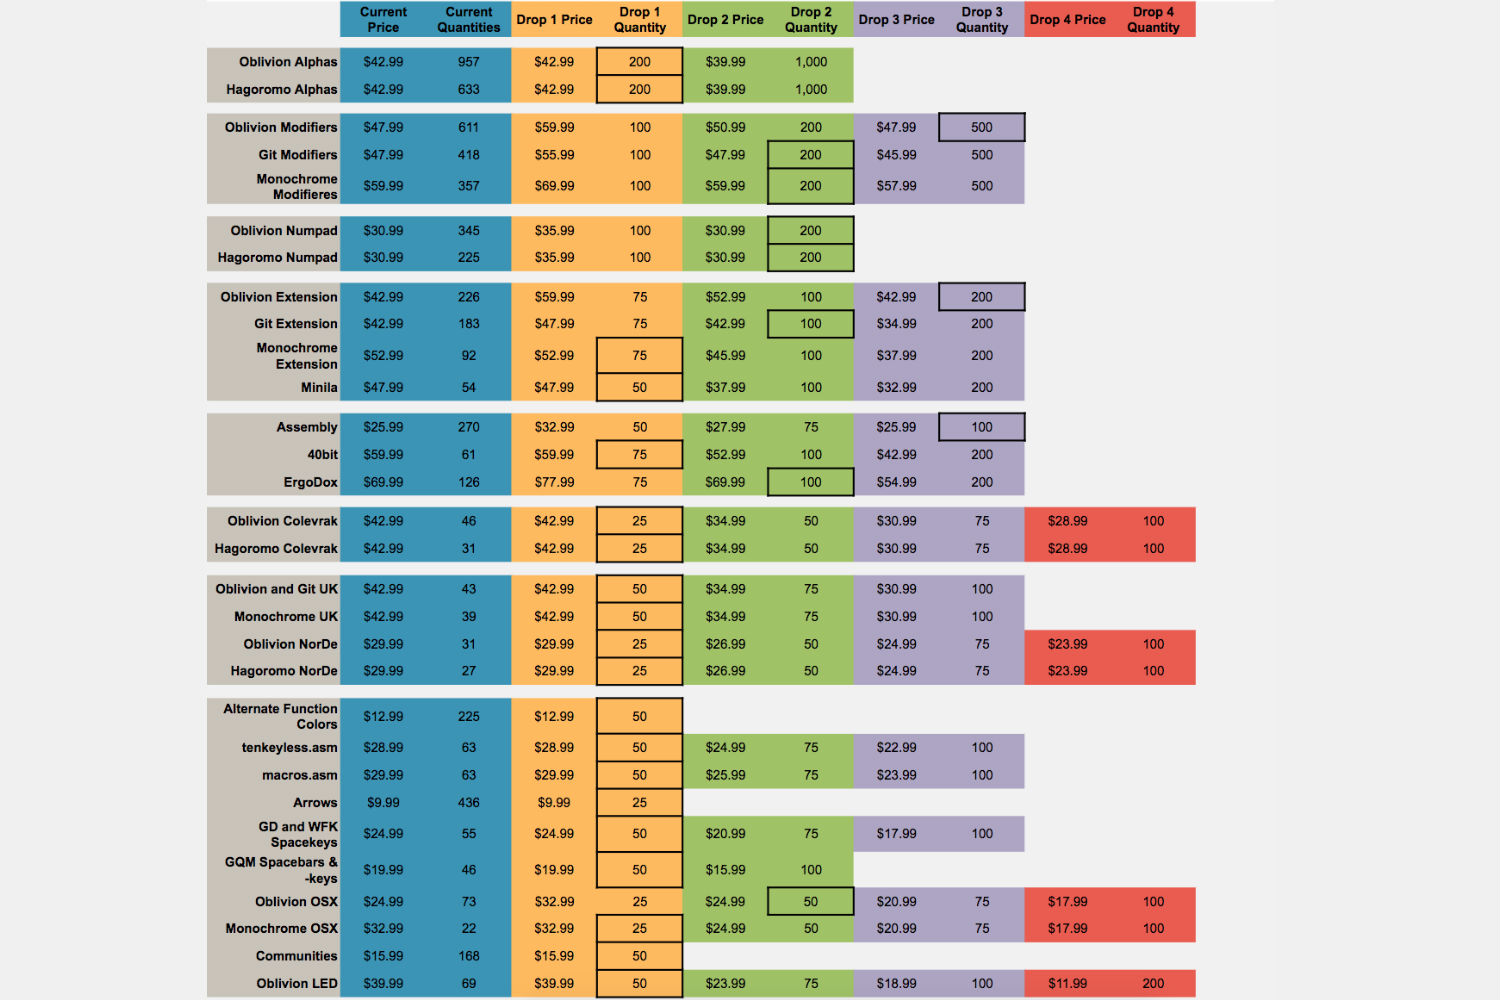 Current Price Current Quantities Drop 1 Price Drop 1 Quantity Drop 2 Price Drop 2 Quantity Drop 3 Price Drop 3 Quantity Drop 4 Price Drop 4 Quantity
Oblivion Alphas $42.99 957 $42.99 200 $39.99 1,000
Hagoromo Alphas $42.99 633 $42.99 200 $39.99 1,000
Oblivion Modifiers $47.99 611 $59.99 100 $50.99 200 $47.99 500
Git Modifiers $47.99 418 $55.99 100 $47.99 200 $45.99 500
Monochrome Modifieres $59.99 357 $69.99 100 $59.99 200 $57.99 500
Oblivion Numpad $30.99 345 $35.99 100 $30.99 200
Hagoromo Numpad $30.99 225 $35.99 100 $30.99 200
Oblivion Extension $42.99 226 $59.99 75 $52.99 100 $42.99 200
Git Extension $42.99 183 $47.99 75 $42.99 100 $34.99 200
Monochrome Extension $52.99 92 $52.99 75 $45.99 100 $37.99 200
Minila $47.99 54 $47.99 50 $37.99 100 $32.99 200
Assembly $25.99 270 $32.99 50 $27.99 75 $25.99 100
40bit $59.99 61 $59.99 75 $52.99 100 $42.99 200
ErgoDox $69.99 126 $77.99 75 $69.99 100 $54.99 200
Oblivion Colevrak $42.99 46 $42.99 25 $34.99 50 $30.99 75 $28.99 100
Hagoromo Colevrak $42.99 31 $42.99 25 $34.99 50 $30.99 75 $28.99 100
Oblivion and Git UK $42.99 43 $42.99 50 $34.99 75 $30.99 100
Monochrome UK $42.99 39 $42.99 50 $34.99 75 $30.99 100
Oblivion NorDe $29.99 31 $29.99 25 $26.99 50 $24.99 75 $23.99 100
Hagoromo NorDe $29.99 27 $29.99 25 $26.99 50 $24.99 75 $23.99 100
Alternate Function Colors $12.99 225 $12.99 50
tenkeyless.asm $28.99 63 $28.99 50 $24.99 75 $22.99 100
macros.asm $29.99 63 $29.99 50 $25.99 75 $23.99 100
Arrows $9.99 436 $9.99 25
GD and WFK Spacekeys $24.99 55 $24.99 50 $20.99 75 $17.99 100
GQM Spacebars & -keys $19.99 46 $19.99 50 $15.99 100
Oblivion OSX $24.99 73 $32.99 25 $24.99 50 $20.99 75 $17.99 100
Monochrome OSX $32.99 22 $32.99 25 $24.99 50 $20.99 75 $17.99 100
Communities $15.99 168 $15.99 50
Oblivion LED $39.99 69 $39.99 50 $23.99 75 $18.99 100 $11.99 200